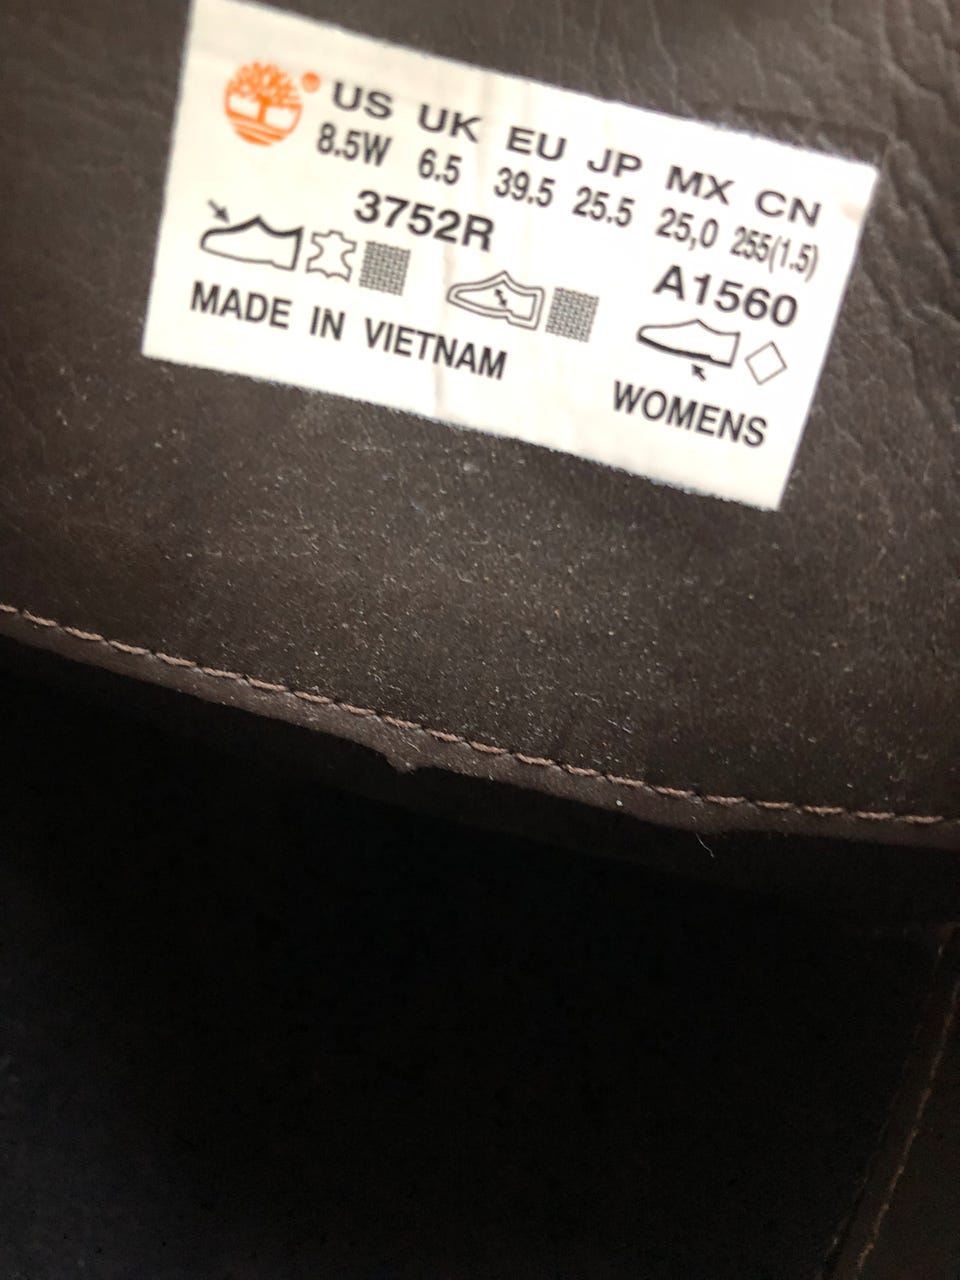 ® US UK EU JP MX CN
8.5W 6.5 39.5 25.5 25,0 255(1.5)
3752R A1560
MADE IN VIETNAM WOMENS